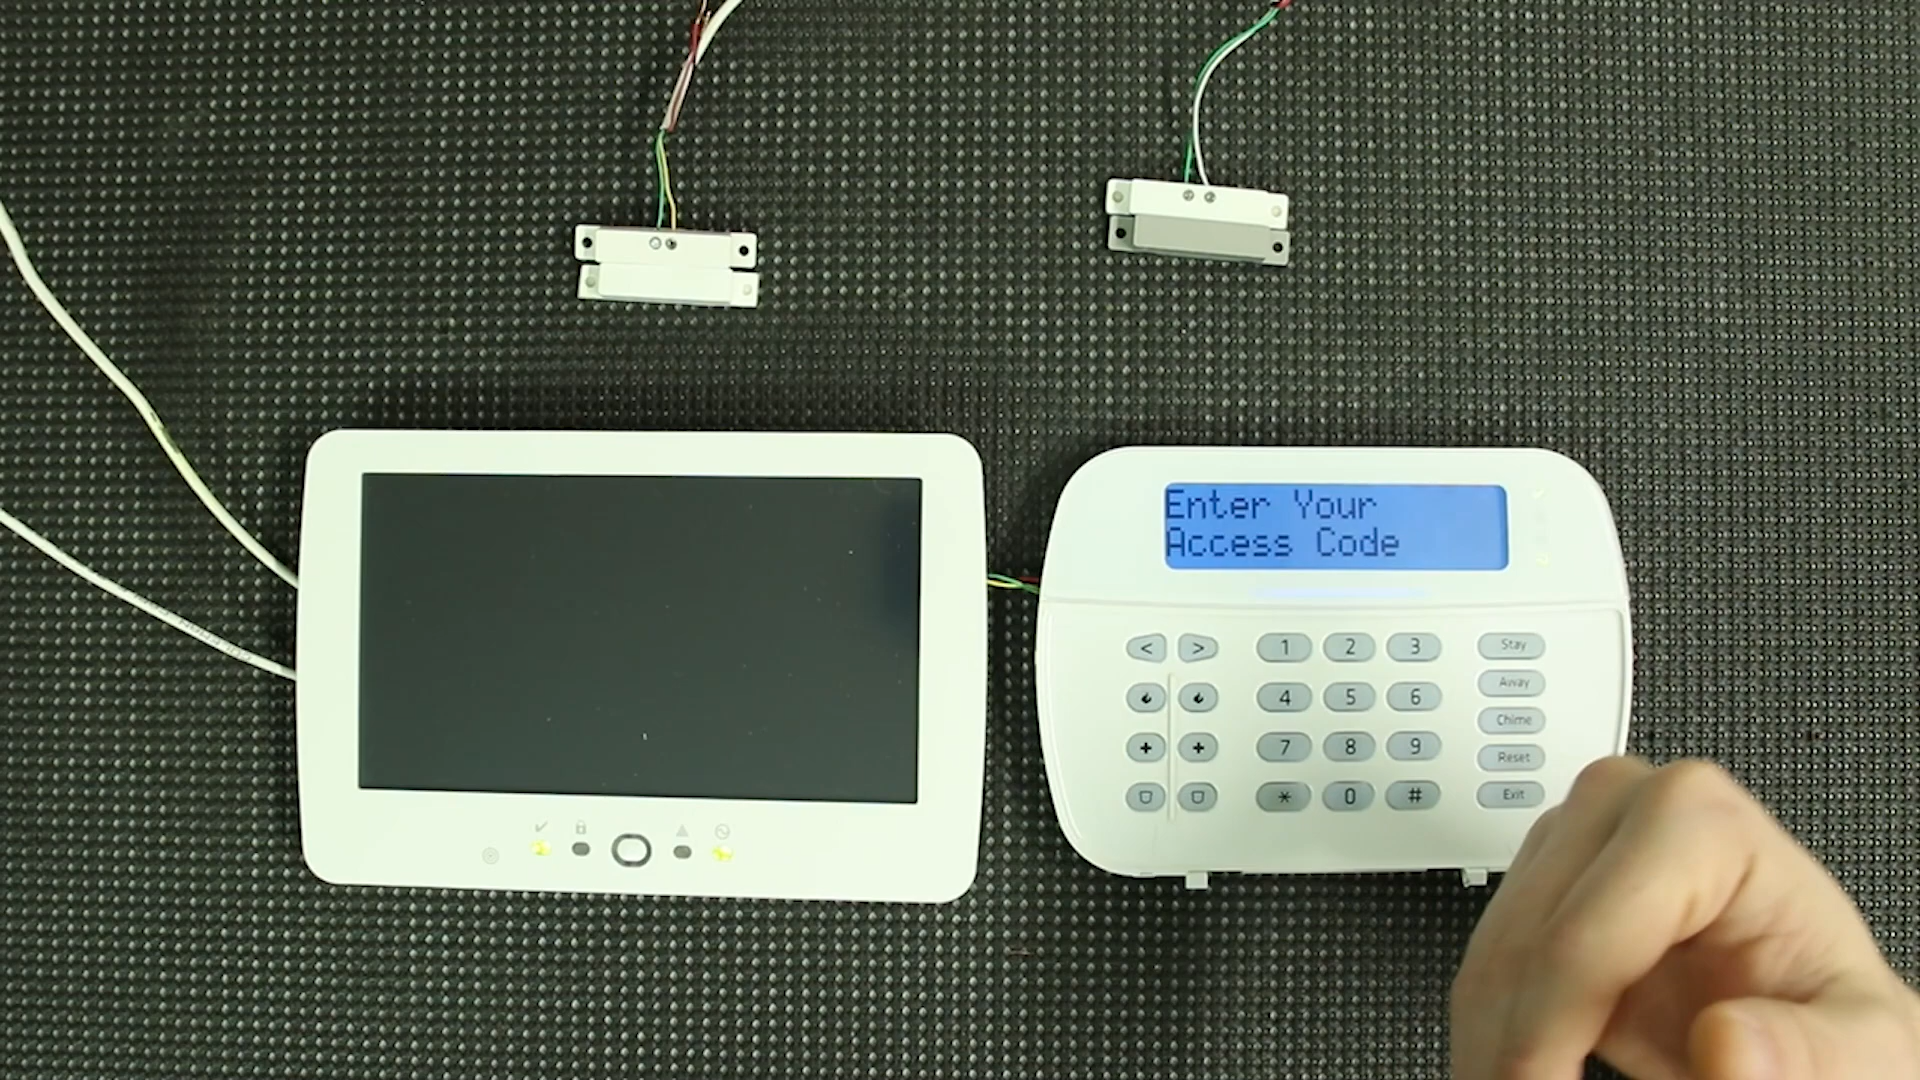 Enter Your
Access Code
< > 1 2 3 Stay
4 5 6 Away
Chime
+ + 7 8 9 Reset
* 0 # Exit